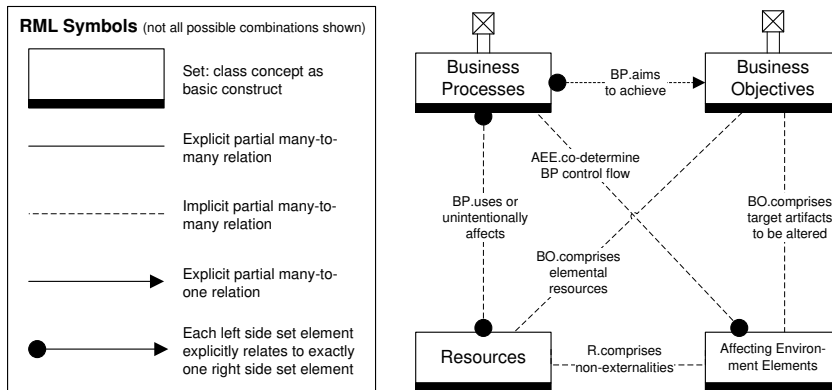 RML Symbols (not all possible combinations shown)
Set: class concept as
basic construct
Explicit partial many-to-
many relation
Implicit partial many-to-
many relation
Explicit partial many-to-
one relation
Each left side set element
explicitly relates to exactly
one right side set element
Business
Processes
BP.aims
to achieve
Business
Objectives
AEE.co-determine
BP control flow
BP.uses or
unintentionally
affects
BO.comprises
target artifacts
to be altered
BO.comprises
elemental
resources
Resources
R.comprises
non-externalities
Affecting Environ-
ment Elements